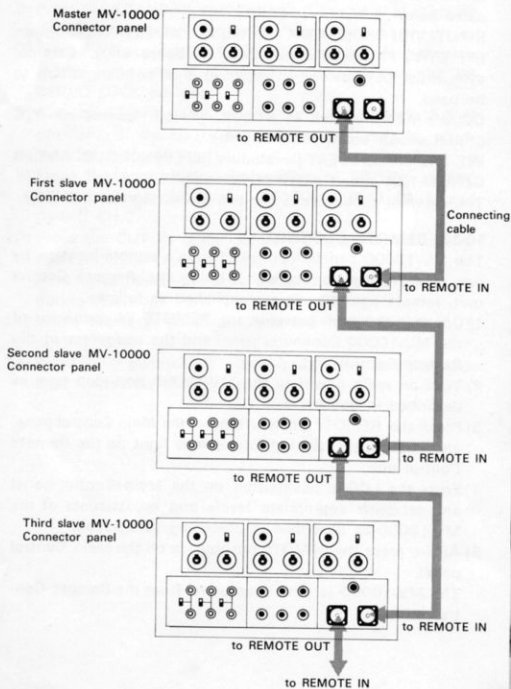 Master MV-10000
Connector panel
to REMOTE OUT
First slave MV-10000
Connector panel
Connecting
cable
to REMOTE IN
to REMOTE OUT
Second slave MV-10000
Connector panel
to REMOTE IN
to REMOTE OUT
Third slave MV-10000
Connector panel
to REMOTE IN
to REMOTE OUT
to REMOTE IN